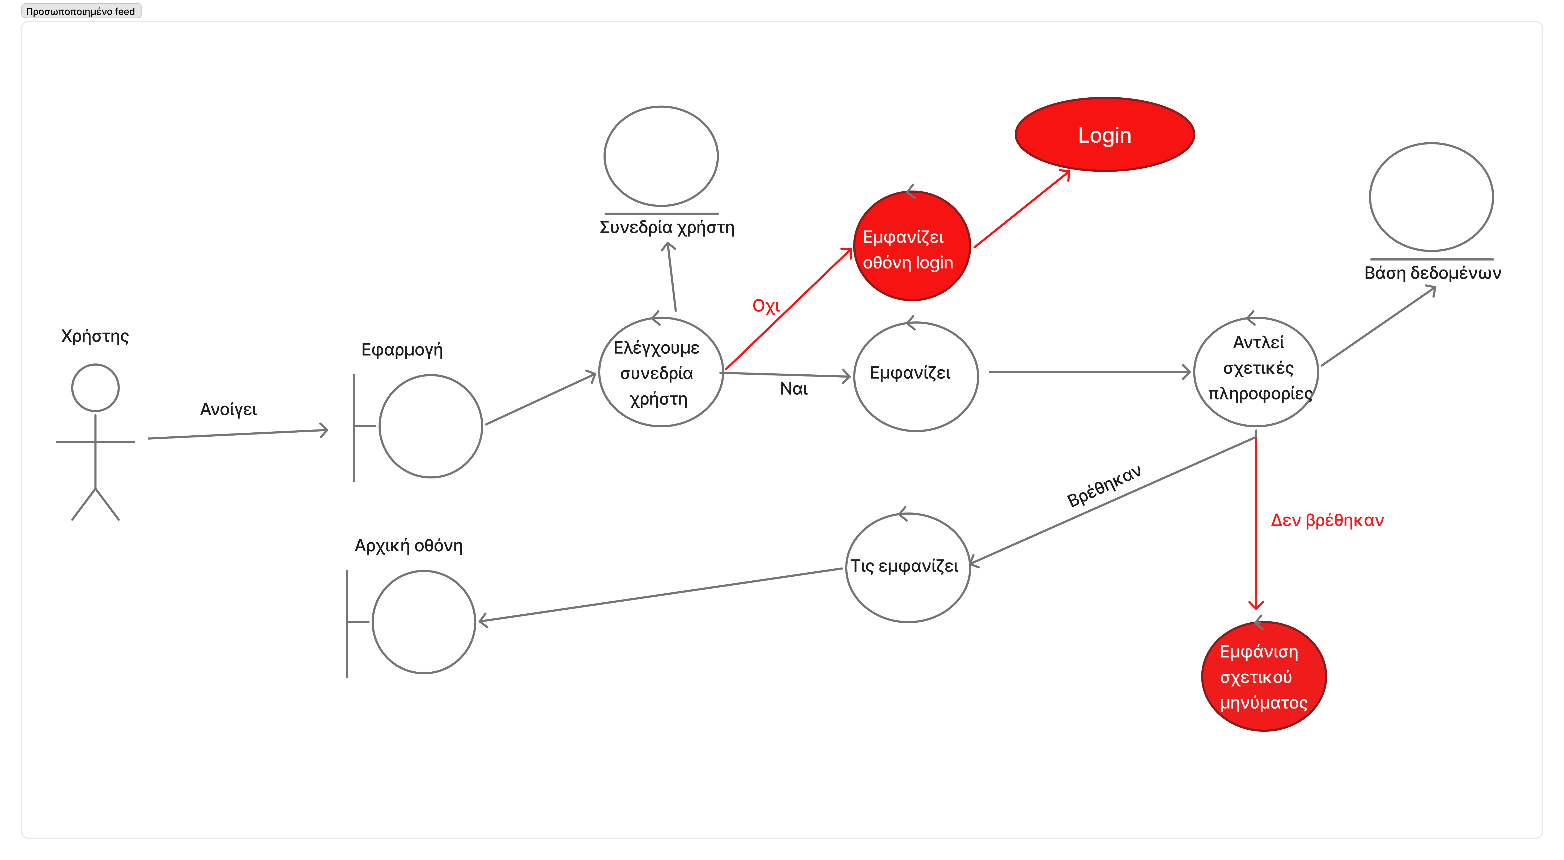 Προσωποποιημένο feed
Login
Συνεδρία χρήστη
Εμφανίζει
οθόνη login
Βάση δεδομένων
Οχι
Χρήστης
Εφαρμογή
Ελέγχουμε
συνεδρία
χρήστη
Ναι
Εμφανίζει
Αντλεί
σχετικές
πληροφορίες
Ανοίγει
Βρέθηκαν
Δεν βρέθηκαν
Αρχική οθόνη
Τις εμφανίζει
Εμφάνιση
σχετικού
μηνύματος